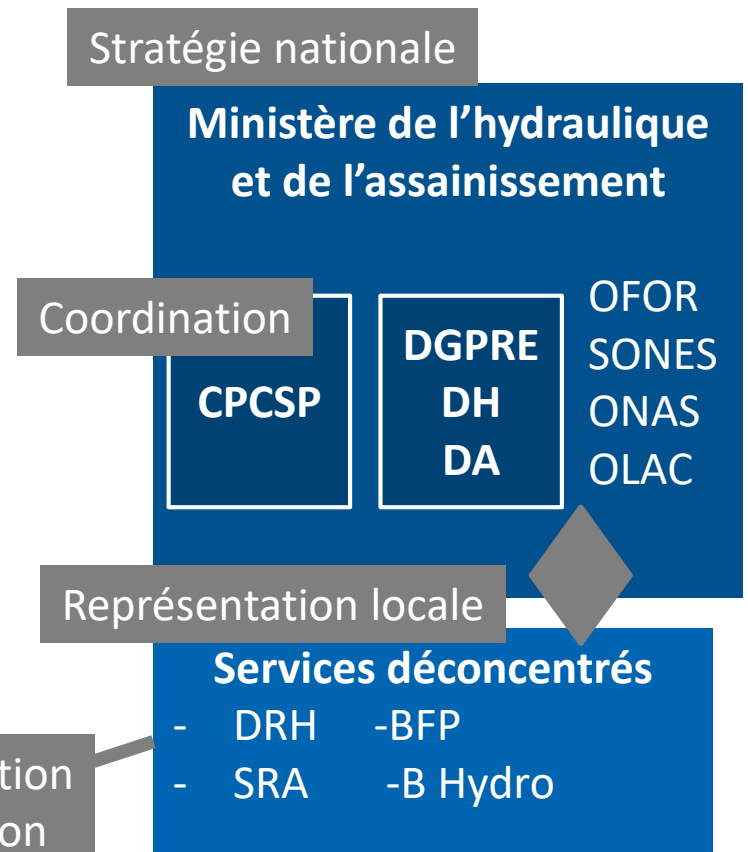 Stratégie nationale
Ministère de l’hydraulique
et de l’assainissement
Coordination
CPCSP
DGPRE
DH
DA
OFOR
SONES
ONAS
OLAC
Représentation locale
Services déconcentrés
- DRH -BFP
- SRA -B Hydro